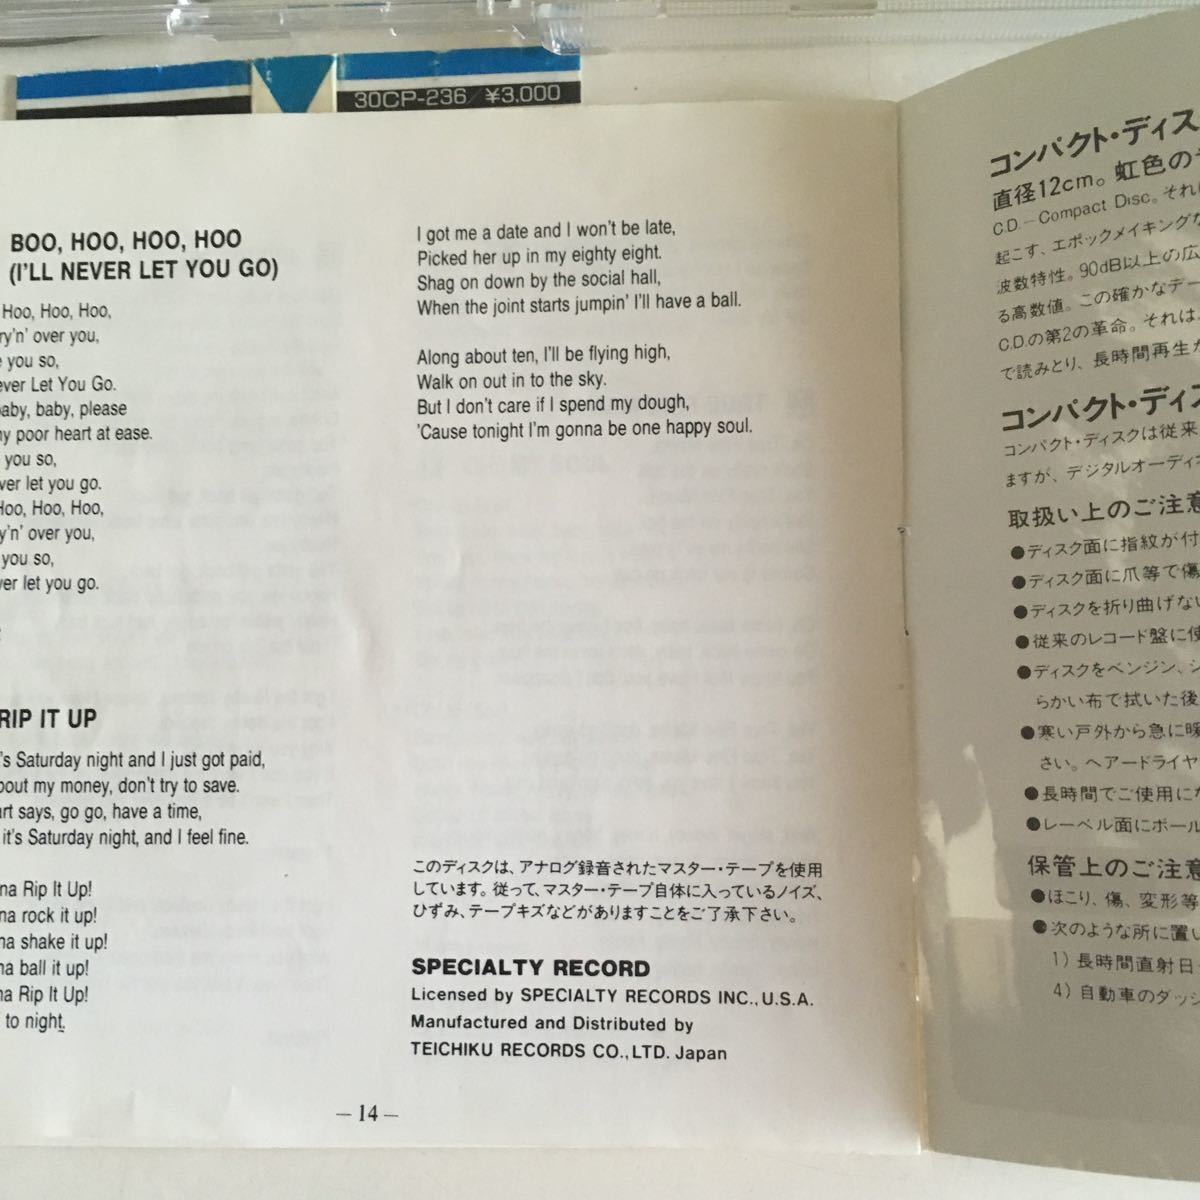 30CP-236/¥3,000
BOO, HOO, HOO, HOO
(I'LL NEVER LET YOU GO)
Hoo, Hoo, Hoo,
over you,
you so,
Let You Go.
baby, please
poor heart at ease.
you so,
let you go.
Hoo, Hoo, Hoo,
over you,
you so,
let you go.
RIP IT UP
Saturday night and I just got paid,
my money, don't try to save.
says, go go, have a time,
it's Saturday night, and I feel fine.
Rip It Up!
rock it up!
shake it up!
ball it up!
Rip It Up!
to night.
I got me a date and I won't be late,
Picked her up in my eighty eight.
Shag on down by the social hall,
When the joint starts jumpin' I'll have a ball.
Along about ten, I'll be flying high,
Walk on out in to the sky.
But I don't care if I spend my dough,
'Cause tonight I'm gonna be one happy soul.
このディスクは、アナログ録音されたマスター・テープを使用
しています。従って、マスター・テープ自体に入っているノイズ、
ひずみ、テープキズなどがありますことをご了承下さい。
SPECIALTY RECORD
Licensed by SPECIALTY RECORDS INC., U.S.A.
Manufactured and Distributed by
TEICHIKU RECORDS CO., LTD. Japan
– 14 –
コンパクト・ディス
直径12cm。虹色の
C.D.—Compact Disc。それ
起こす、エポックメイキングな
波数特性。90dB以上の広
る高数値。この確かなデー
C.D.の第2の革命。それは、
で読みとり、長時間再生
コンパクト・ディス
コンパクト・ディスクは従来
ますが、デジタルオーディ
取扱い上のご注意
●ディスク面に指紋が付
●ディスク面に爪等で傷
●ディスクを折り曲げない
●従来のレコード盤に使
●ディスクをベンジン、シ
らかい布で拭いた後
●寒い戸外から急に暖
さい。ヘアードライヤ
●長時間でご使用にな
●レーベル面にボール
保管上のご注意
●ほこり、傷、変形等
●次のような所に置い
1) 長時間直射日
4) 自動車のダッシ